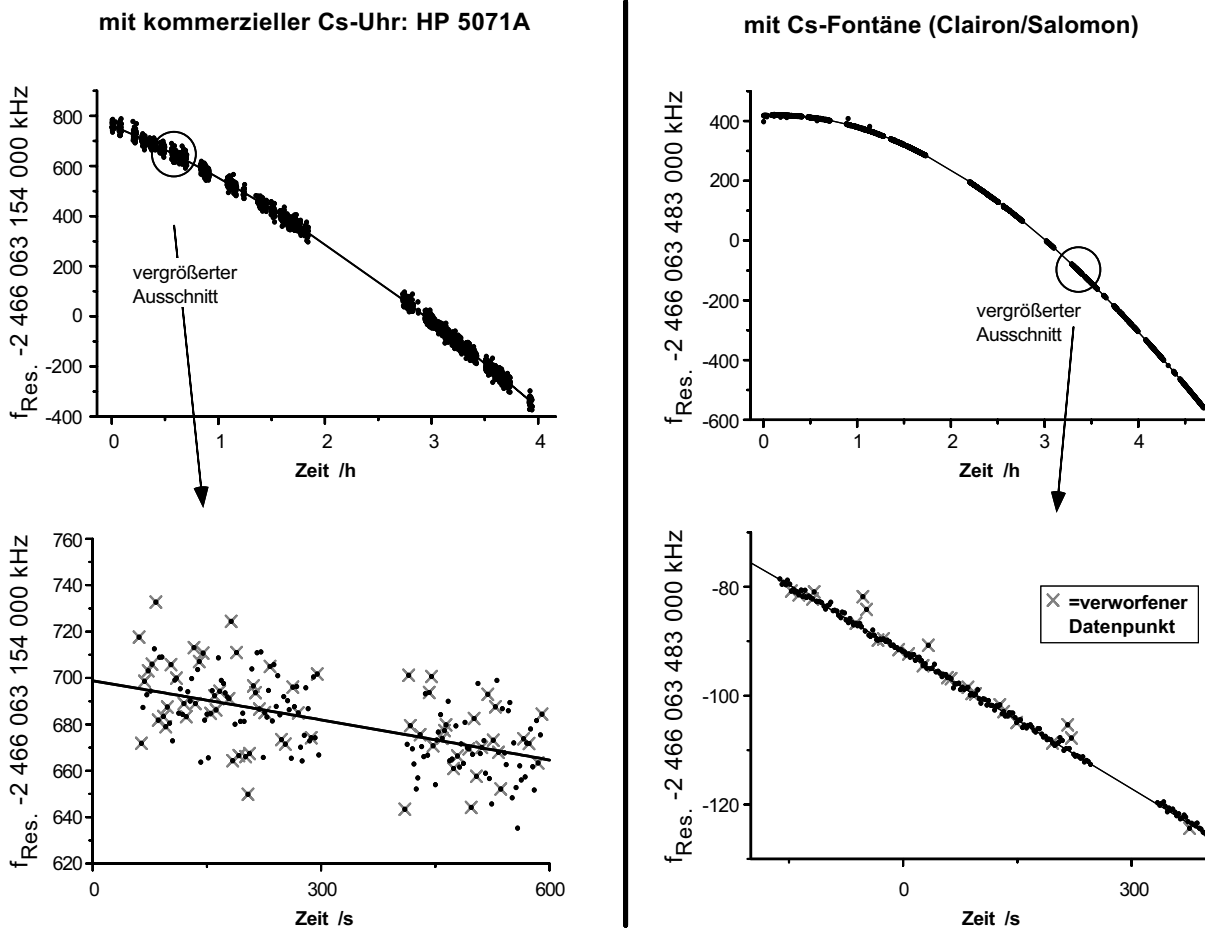 mit kommerzieller Cs-Uhr: HP 5071A
f Res. -2 466 063 154 000 kHz
800
600
400
200
0
-200
-400
0 1 2 3 4
Zeit /h
vergrößerter
Ausschnitt
f Res. -2 466 063 154 000 kHz
760
740
720
700
680
660
640
620
0 300 600
Zeit /s
mit Cs-Fontäne (Clairon/Salomon)
f Res. -2 466 063 483 000 kHz
400
200
0
-200
-400
-600
0 1 2 3 4
Zeit /h
vergrößerter
Ausschnitt
f Res. -2 466 063 483 000 kHz
-80
-100
-120
0 300
Zeit /s
=verworfener
Datenpunkt